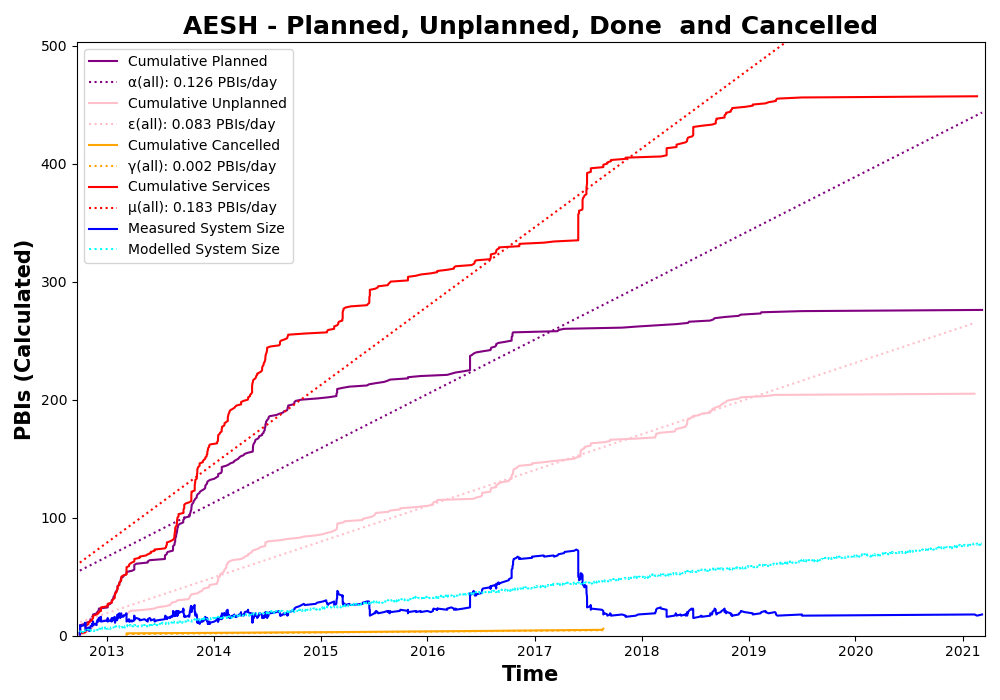 AESH - Planned, Unplanned, Done  and Cancelled
PBIs (Calculated)
500
400
300
200
100
0
Cumulative Planned
α(all): 0.126 PBIs/day
Cumulative Unplanned
ε(all): 0.083 PBIs/day
Cumulative Cancelled
γ(all): 0.002 PBIs/day
Cumulative Services
μ(all): 0.183 PBIs/day
Measured System Size
Modelled System Size
2013 2014 2015 2016 2017 2018 2019 2020 2021
Time